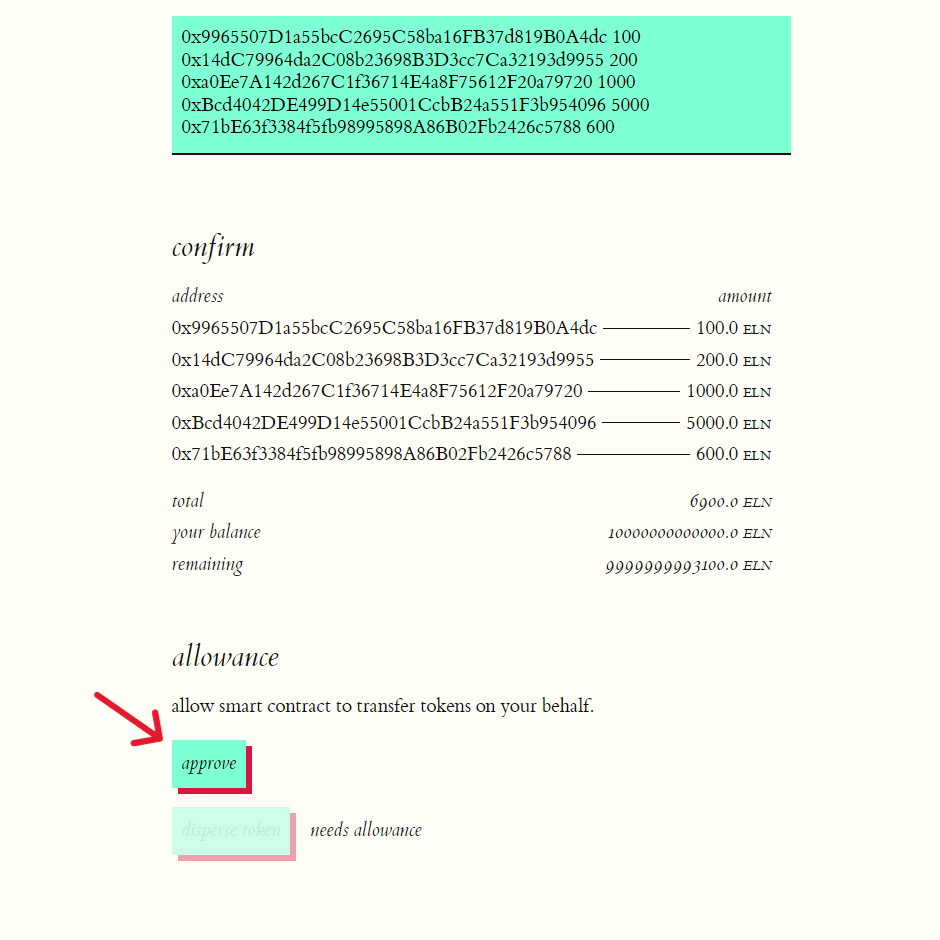 0x9965507D1a55bcC2695C58ba16FB37d819B0A4dc 100
0x14dC79964da2C08b23698B3D3cc7Ca32193d9955 200
0xa0Ee7A142d267C1f36714E4a8F75612F20a79720 1000
0xBcd4042DE499D14e55001CcbB24a551F3b954096 5000
0x71bE63f3384f5fb98995898A86B02Fb2426c5788 600
confirm
address amount
0x9965507D1a55bcC2695C58ba16FB37d819B0A4dc 100.0 ELN
0x14dC79964da2C08b23698B3D3cc7Ca32193d9955 200.0 ELN
0xa0Ee7A142d267C1f36714E4a8F75612F20a79720 1000.0 ELN
0xBcd4042DE499D14e55001CcbB24a551F3b954096 5000.0 ELN
0x71bE63f3384f5fb98995898A86B02Fb2426c5788 600.0 ELN
total 6900.0 ELN
your balance 10000000000000.0 ELN
remaining 9999999993100.0 ELN
allowance
allow smart contract to transfer tokens on your behalf.
approve
disperse token needs allowance